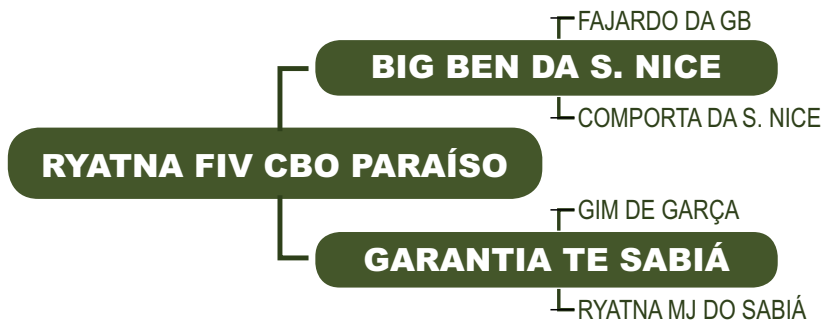 FAJARDO DA GB
BIG BEN DA S. NICE
COMPORTA DA S. NICE
RYATNA FIV CBO PARAÍSO
GIM DE GARÇA
GARANTIA TE SABIÁ
RYATNA MJ DO SABIÁ